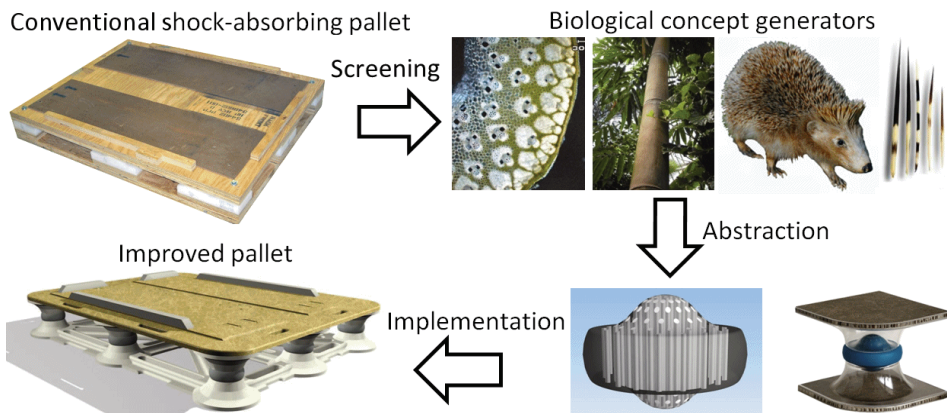 Conventional shock-absorbing pallet
Biological concept generators
Screening
Abstraction
Improved pallet
Implementation